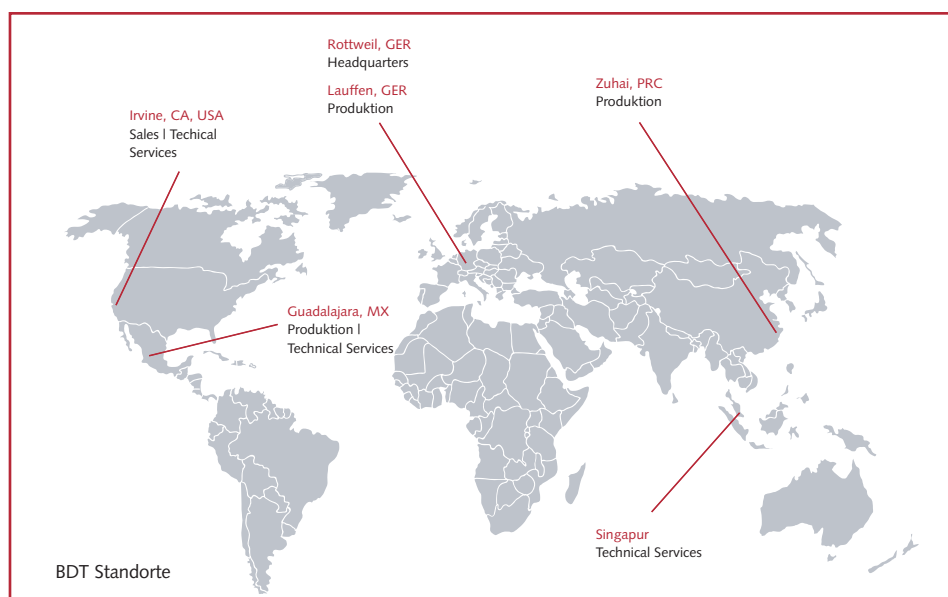 Rottweil, GER
Headquarters
Lauffen, GER
Produktion
Zuhai, PRC
Produktion
Irvine, CA, USA
Sales | Techical
Services
Guadalajara, MX
Produktion |
Technical Services
Singapur
Technical Services
BDT Standorte